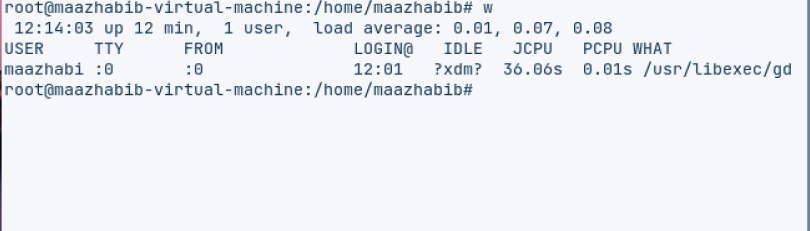 root@maazhabib-virtual-machine:/home/maazhabib# w
 12:14:03 up 12 min,  1 user,  load average: 0.01, 0.07, 0.08
USER     TTY      FROM             LOGIN@   IDLE   JCPU   PCPU WHAT
maazhabi :0       :0               12:01   ?xdm?  36.06s  0.01s /usr/libexec/gd
root@maazhabib-virtual-machine:/home/maazhabib#